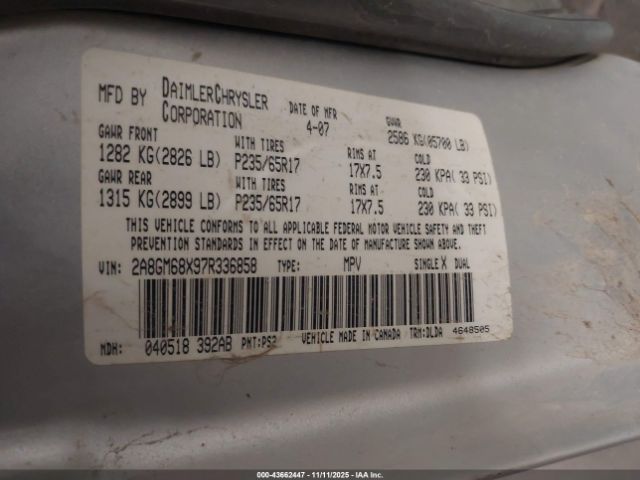 MFD BY DAIMLERCHRYSLER CORPORATION DATE OF MFR 4-07 GVWR 2586 KG(05700 LB)
GAWR FRONT WITH TIRES RIMS AT COLD
1282 KG(2826 LB) P235/65R17 17X7.5 230 KPA( 33 PSI)
GAWR REAR WITH TIRES RIMS AT COLD
1315 KG(2899 LB) P235/65R17 17X7.5 230 KPA( 33 PSI)
THIS VEHICLE CONFORMS TO ALL APPLICABLE FEDERAL MOTOR VEHICLE SAFETY AND THEFT
PREVENTION STANDARDS IN EFFECT ON THE DATE OF MANUFACTURE SHOWN ABOVE.
VIN: 2A8GM68X97R336858 TYPE: MPV SINGLE X DUAL
MDH: 040518 392AB PNT:PS2 VEHICLE MADE IN CANADA TRM:DLDA 4648505
000-43662447 - 11/11/2025 - IAA Inc.